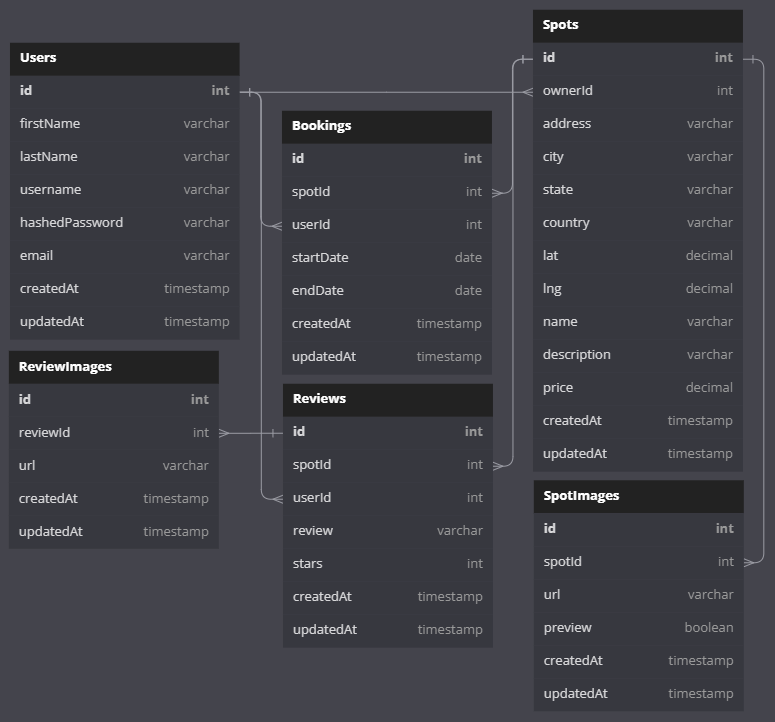 Users
id int
firstName varchar
lastName varchar
username varchar
hashedPassword varchar
email varchar
createdAt timestamp
updatedAt timestamp
ReviewImages
id int
reviewId int
url varchar
createdAt timestamp
updatedAt timestamp
Bookings
id int
spotId int
userId int
startDate date
endDate date
createdAt timestamp
updatedAt timestamp
Reviews
id int
spotId int
userId int
review varchar
stars int
createdAt timestamp
updatedAt timestamp
Spots
id int
ownerId int
address varchar
city varchar
state varchar
country varchar
lat decimal
lng decimal
name varchar
description varchar
price decimal
createdAt timestamp
updatedAt timestamp
SpotImages
id int
spotId int
url varchar
preview boolean
createdAt timestamp
updatedAt timestamp